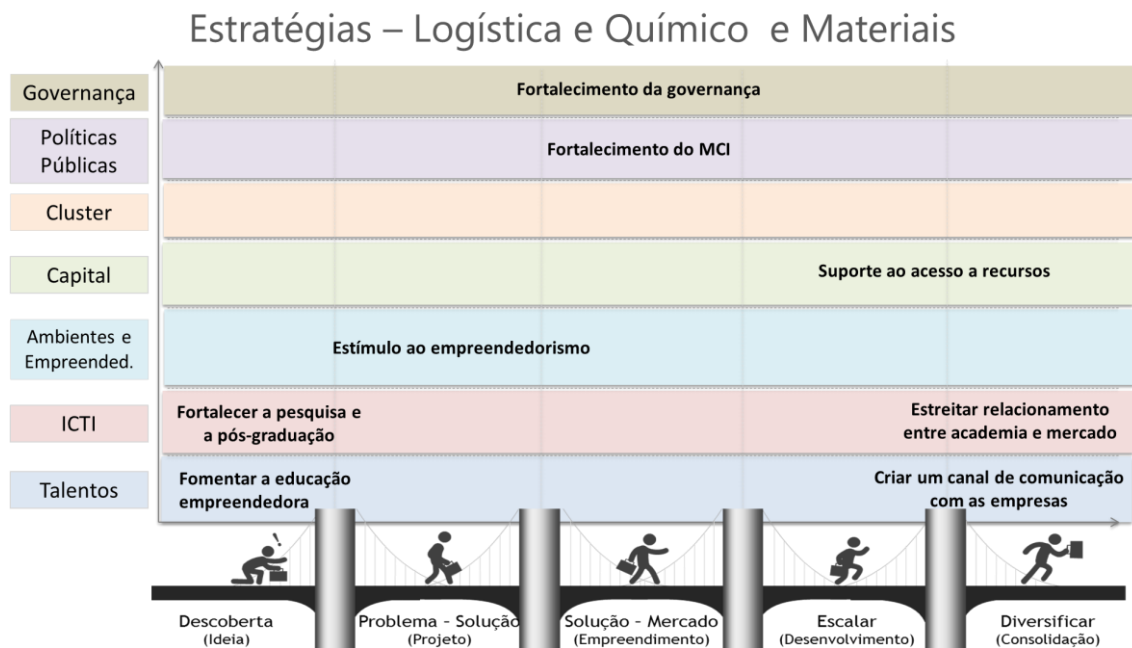 Estratégias – Logística e Químico e Materiais
Governança
Fortalecimento da governança
Políticas
Públicas
Fortalecimento do MCI
Cluster
Capital
Suporte ao acesso a recursos
Ambientes e
Empreended.
Estímulo ao empreendedorismo
ICTI
Fortalecer a pesquisa e
a pós-graduação
Estreitar relacionamento
entre academia e mercado
Talentos
Fomentar a educação
empreendedora
Criar um canal de comunicação
com as empresas
!
Descoberta
(Ideia)
Problema - Solução
(Projeto)
Solução - Mercado
(Empreendimento)
Escalar
(Desenvolvimento)
Diversificar
(Consolidação)